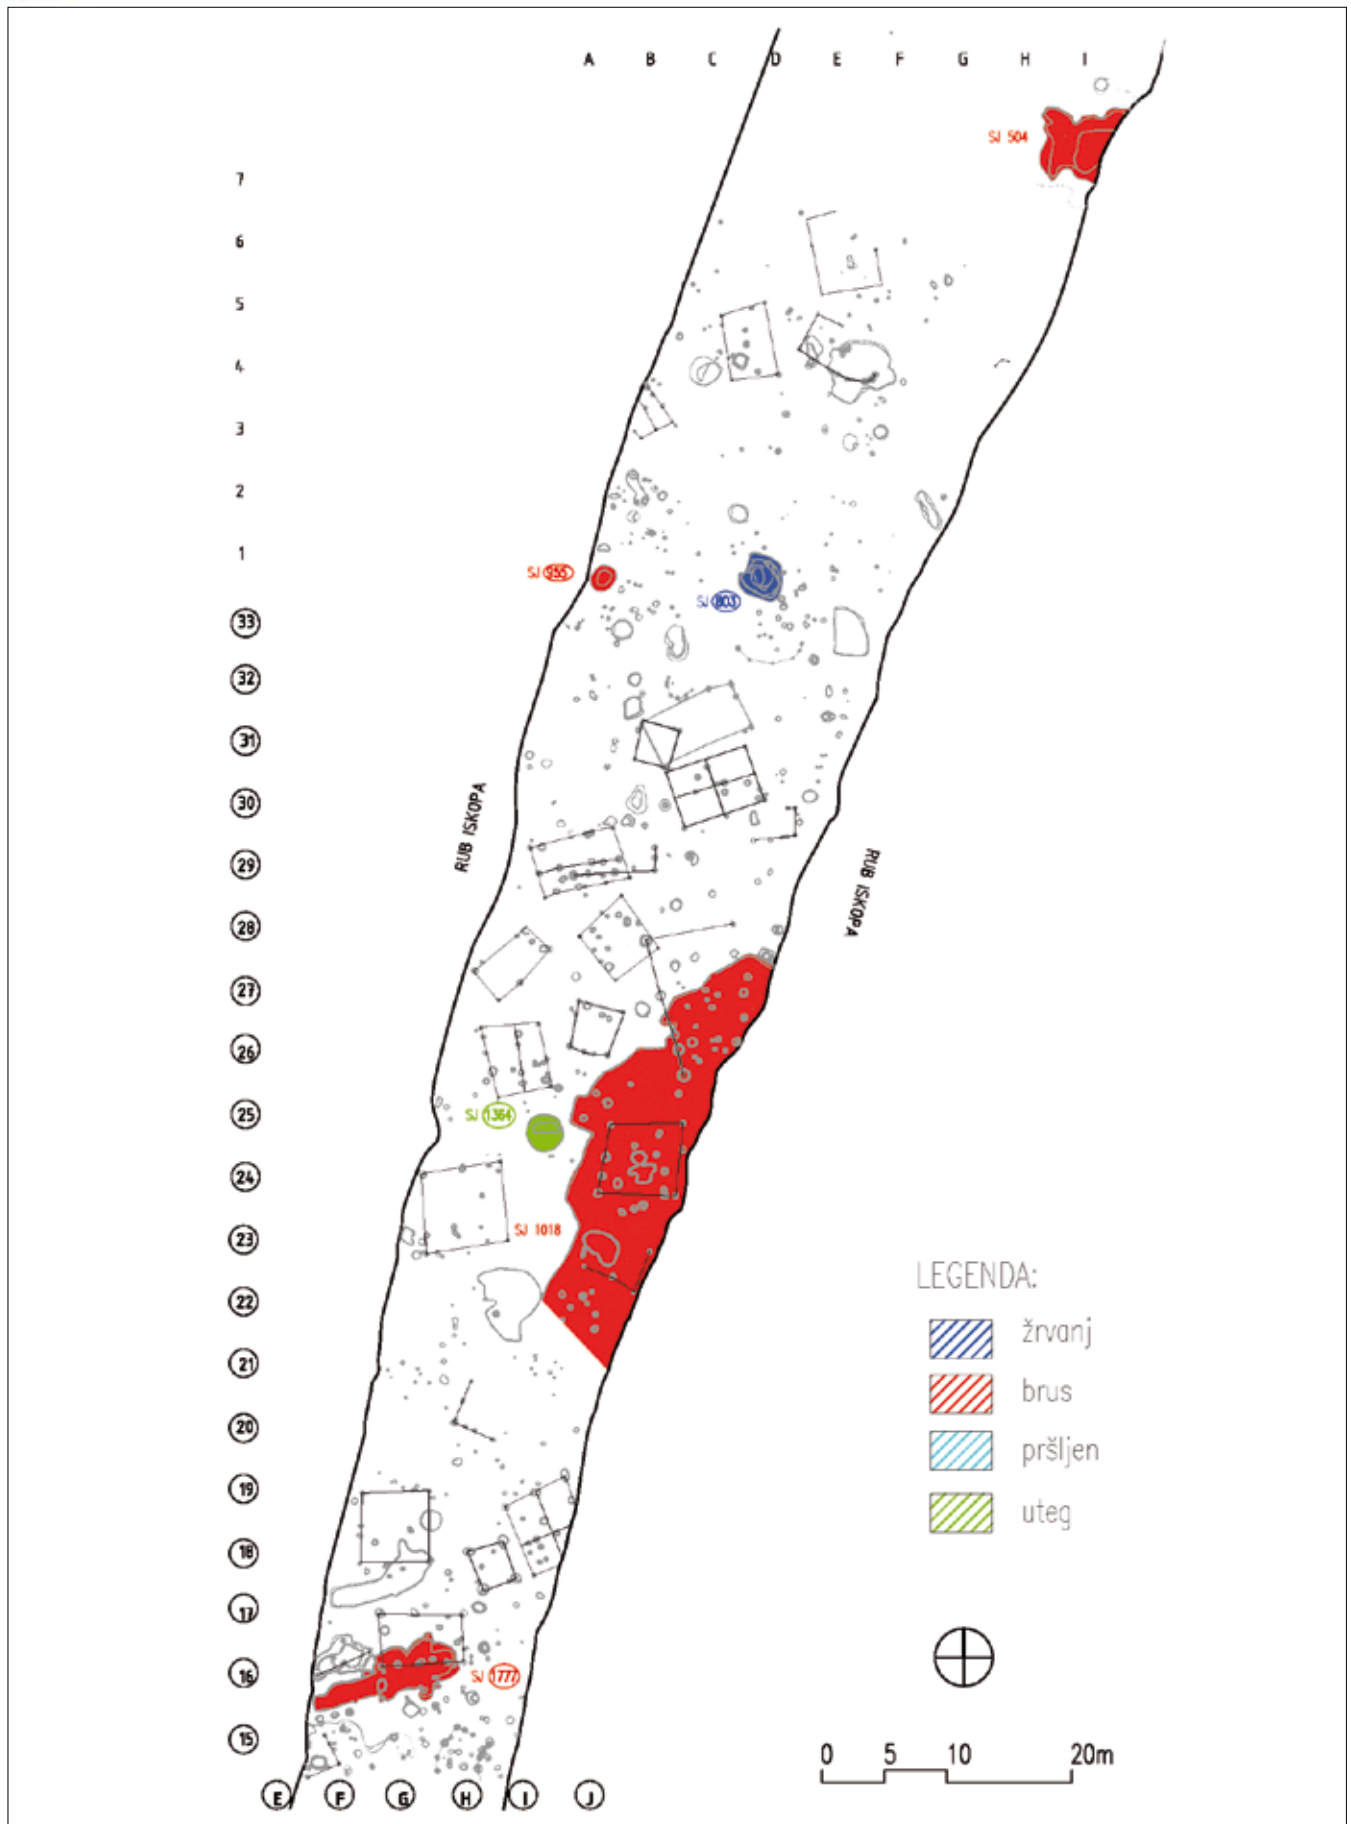 A B C D E F G H I
SJ 504
7
6
5
4
3
2
1
SJ 955
SJ 803
33
32
31
30
RUB ISKOPA
29
RUB ISKOPA
28
27
26
25
SJ 1364
24
23
SJ 1018
22
21
20
19
18
17
16
SJ 1777
15
E F G H I J
LEGENDA:
žrvanj
brus
pršljen
uteg
0 5 10 20m